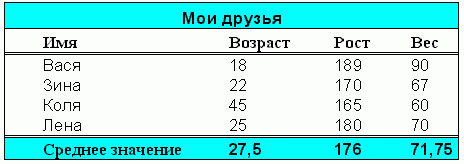 Мои друзья
Имя Возраст Рост Вес
Вася 18 189 90
Зина 22 170 67
Коля 45 165 60
Лена 25 180 70
Среднее значение 27,5 176 71,75